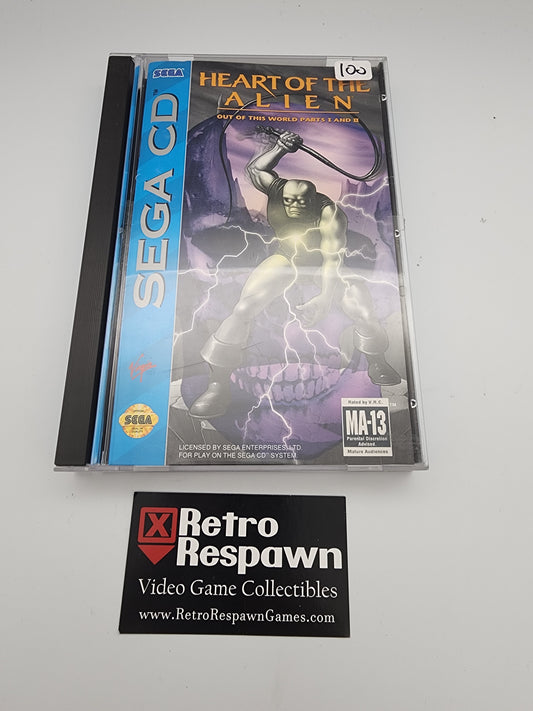 SEGA
HEART OF THE
ALIEN
OUT OF THIS WORLD PARTS I AND II
100
SEGA CD™
Virgin
SEGA
LICENSED BY SEGA ENTERPRISES LTD
FOR PLAY ON THE SEGA CD™ SYSTEM.
Rated by V.R.C.
MA-13
Parental Discretion
Advised.
Mature Audiences
TM
X Retro
Respawn
Video Game Collectibles
www.RetroRespawnGames.com